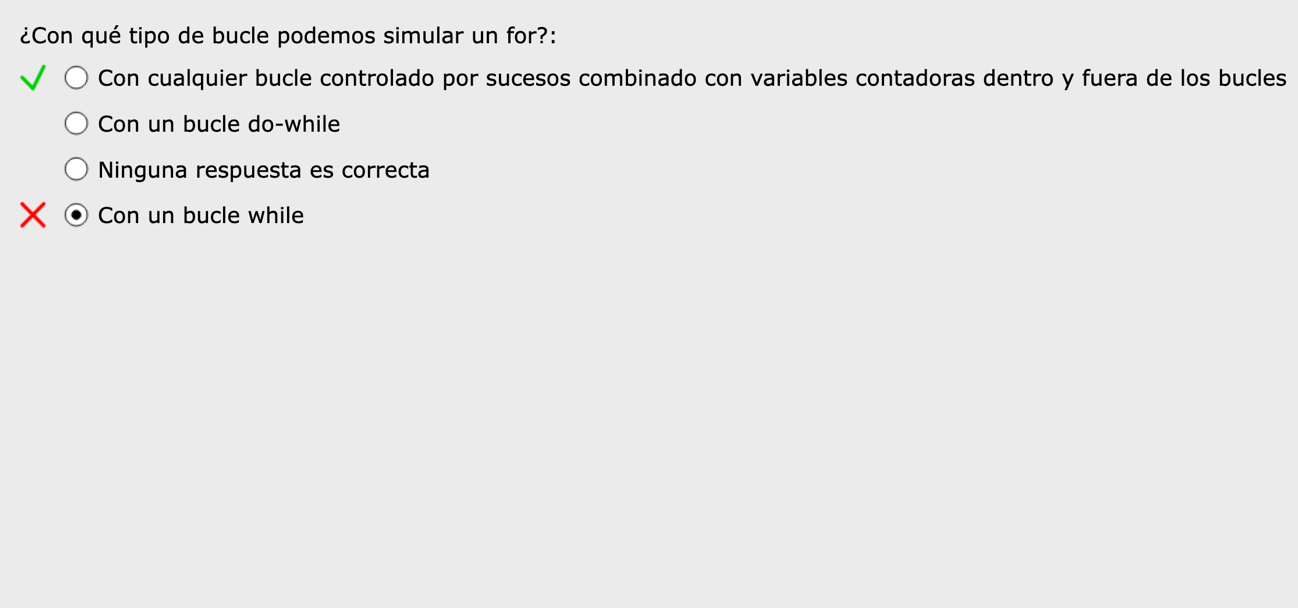 ¿Con qué tipo de bucle podemos simular un for?:
Con cualquier bucle controlado por sucesos combinado con variables contadoras dentro y fuera de los bucles
Con un bucle do-while
Ninguna respuesta es correcta
Con un bucle while